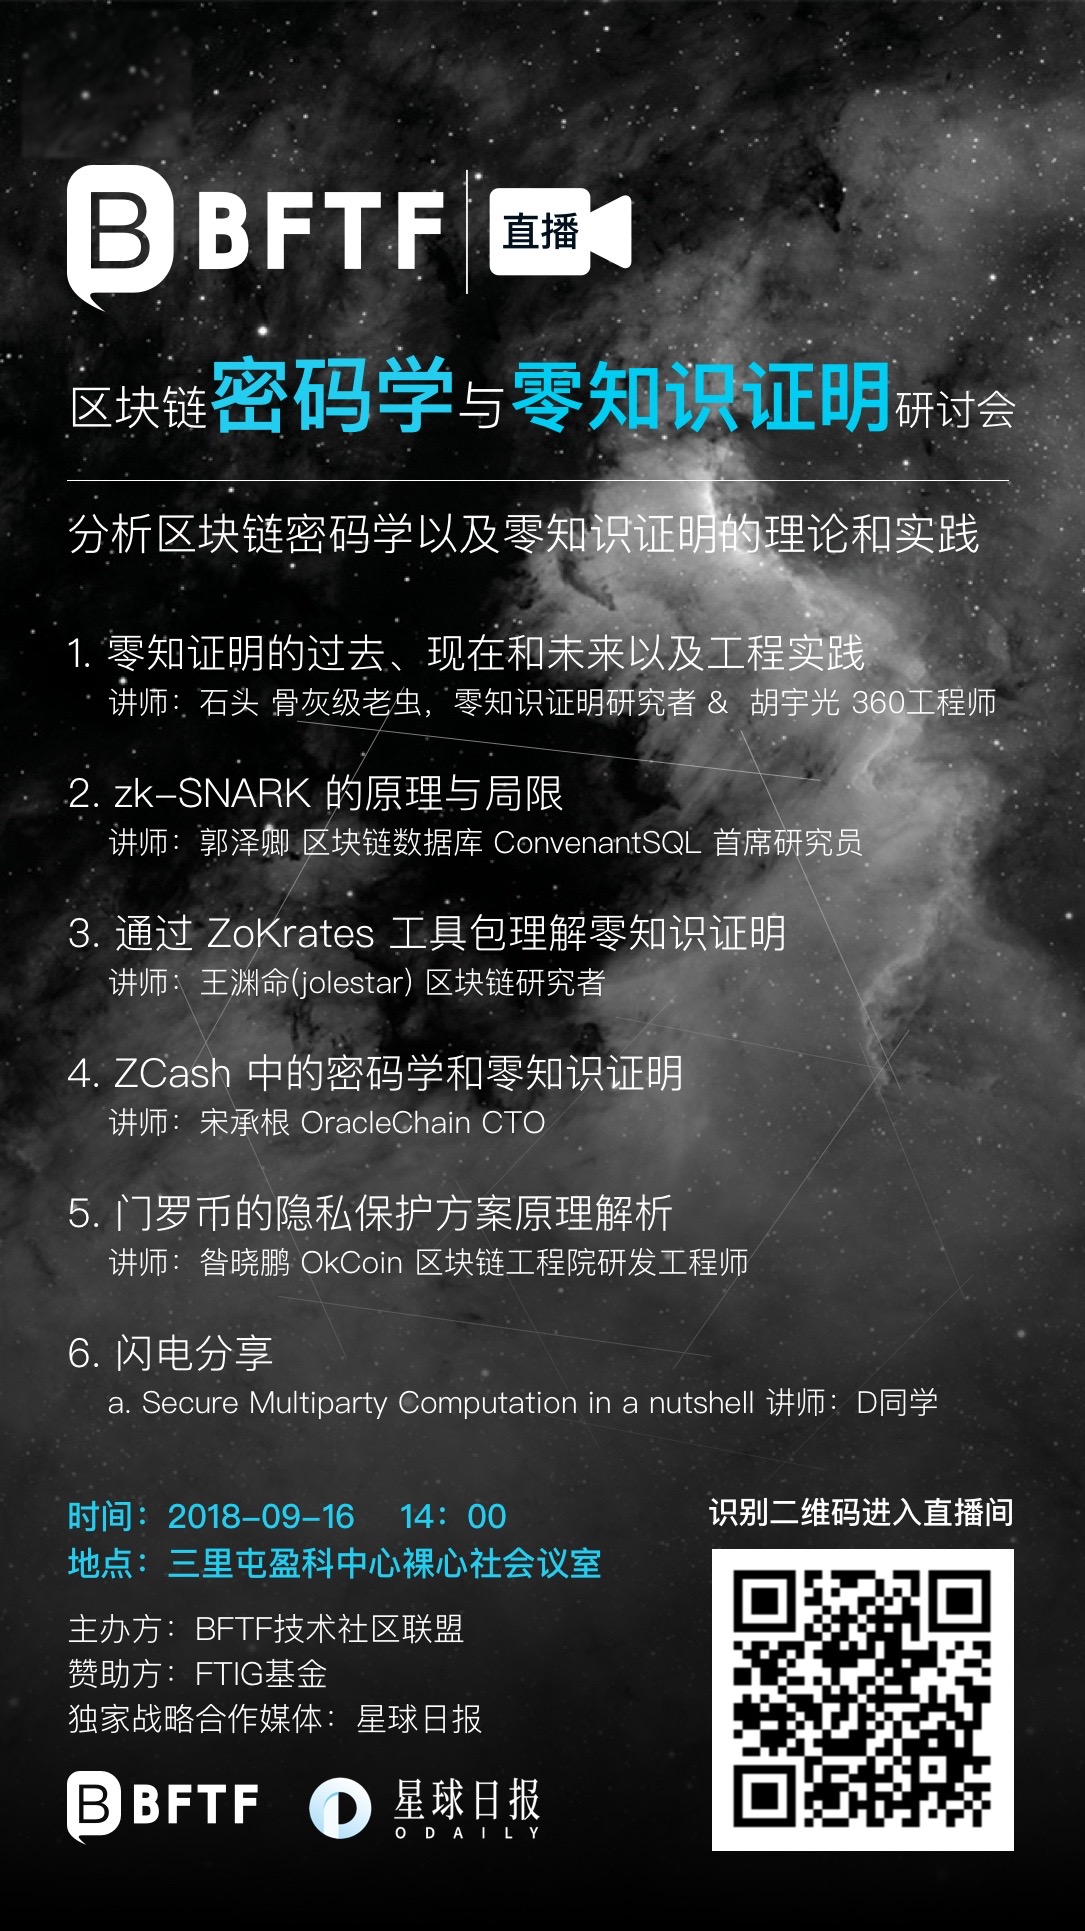 B BFTF 直播
区块链密码学与零知识证明研讨会
分析区块链密码学以及零知识证明的理论和实践
1. 零知证明的过去、现在和未来以及工程实践
讲师：石头 骨灰级老虫，零知识证明研究者 & 胡宇光 360工程师
2. zk-SNARK 的原理与局限
讲师：郭泽卿 区块链数据库 ConvenantSQL 首席研究员
3. 通过 ZoKrates 工具包理解零知识证明
讲师：王渊命(jolestar) 区块链研究者
4. ZCash 中的密码学和零知识证明
讲师：宋承根 OracleChain CTO
5. 门罗币的隐私保护方案原理解析
讲师：昝晓鹏 OkCoin 区块链工程院研发工程师
6. 闪电分享
a. Secure Multiparty Computation in a nutshell 讲师：D同学
时间：2018-09-16 14：00
地点：三里屯盈科中心裸心社会议室
识别二维码进入直播间
主办方：BFTF技术社区联盟
赞助方：FTIG基金
独家战略合作媒体：星球日报
B BFTF
星球日报
ODAILY